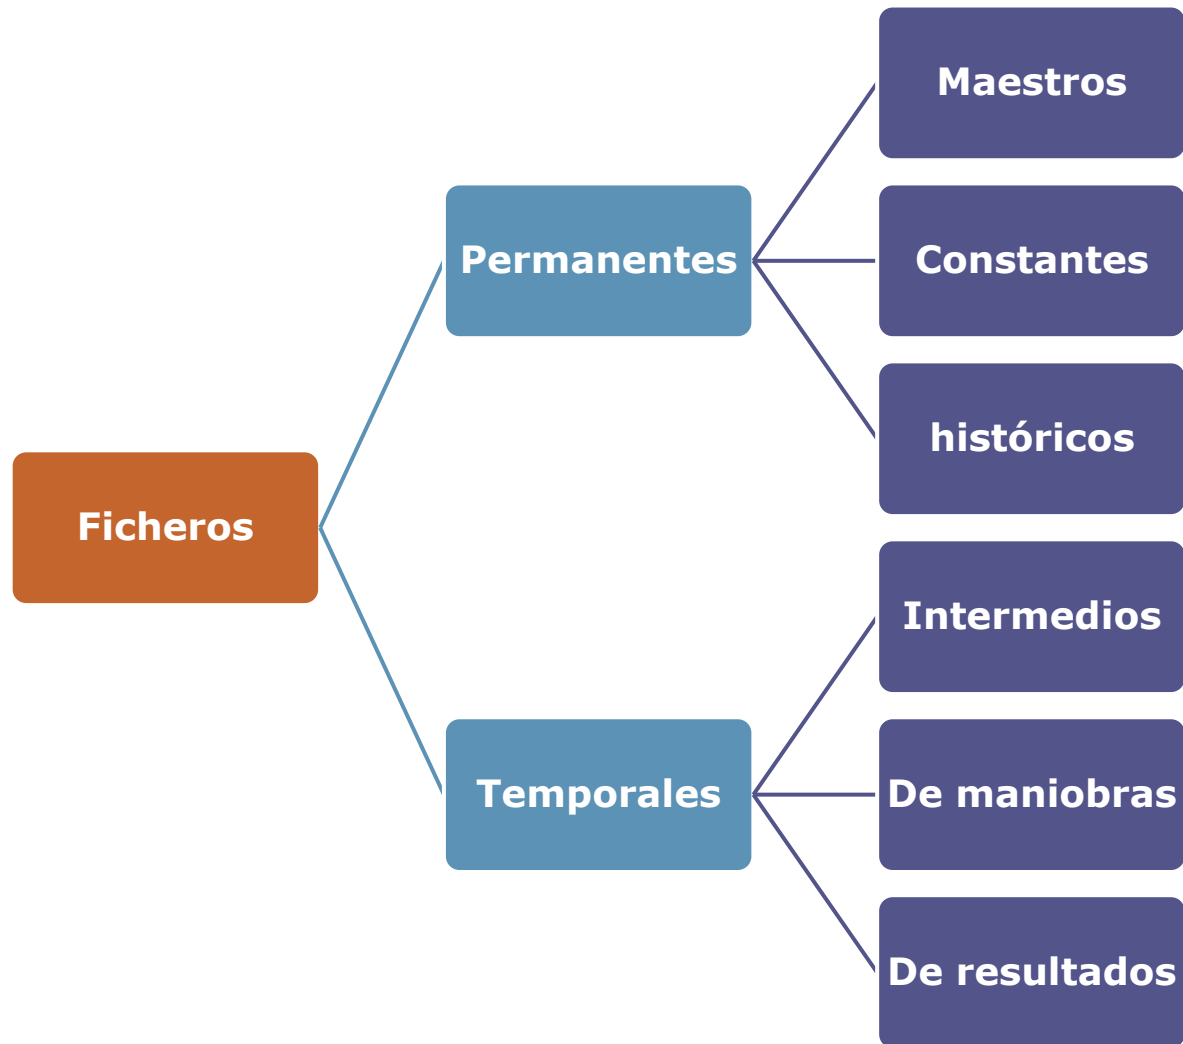 Ficheros
Permanentes
Maestros
Constantes
históricos
Temporales
Intermedios
De maniobras
De resultados